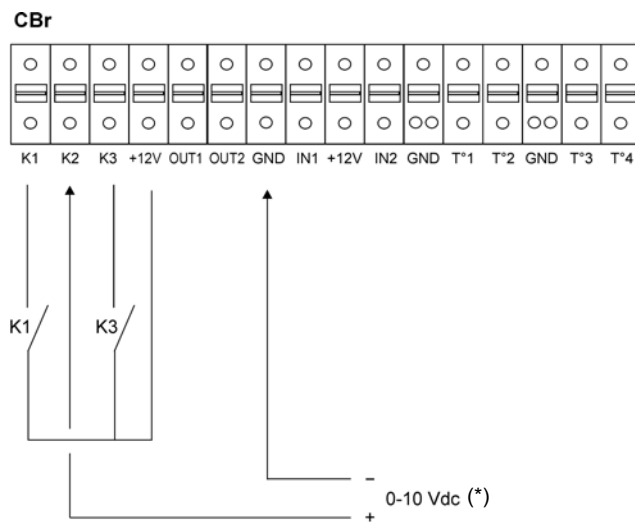 CBr
K1 K2 K3 +12V OUT1 OUT2 GND IN1 +12V IN2 GND T°1 T°2 GND T°3 T°4
K1 K3
−
0-10 Vdc (*)
+